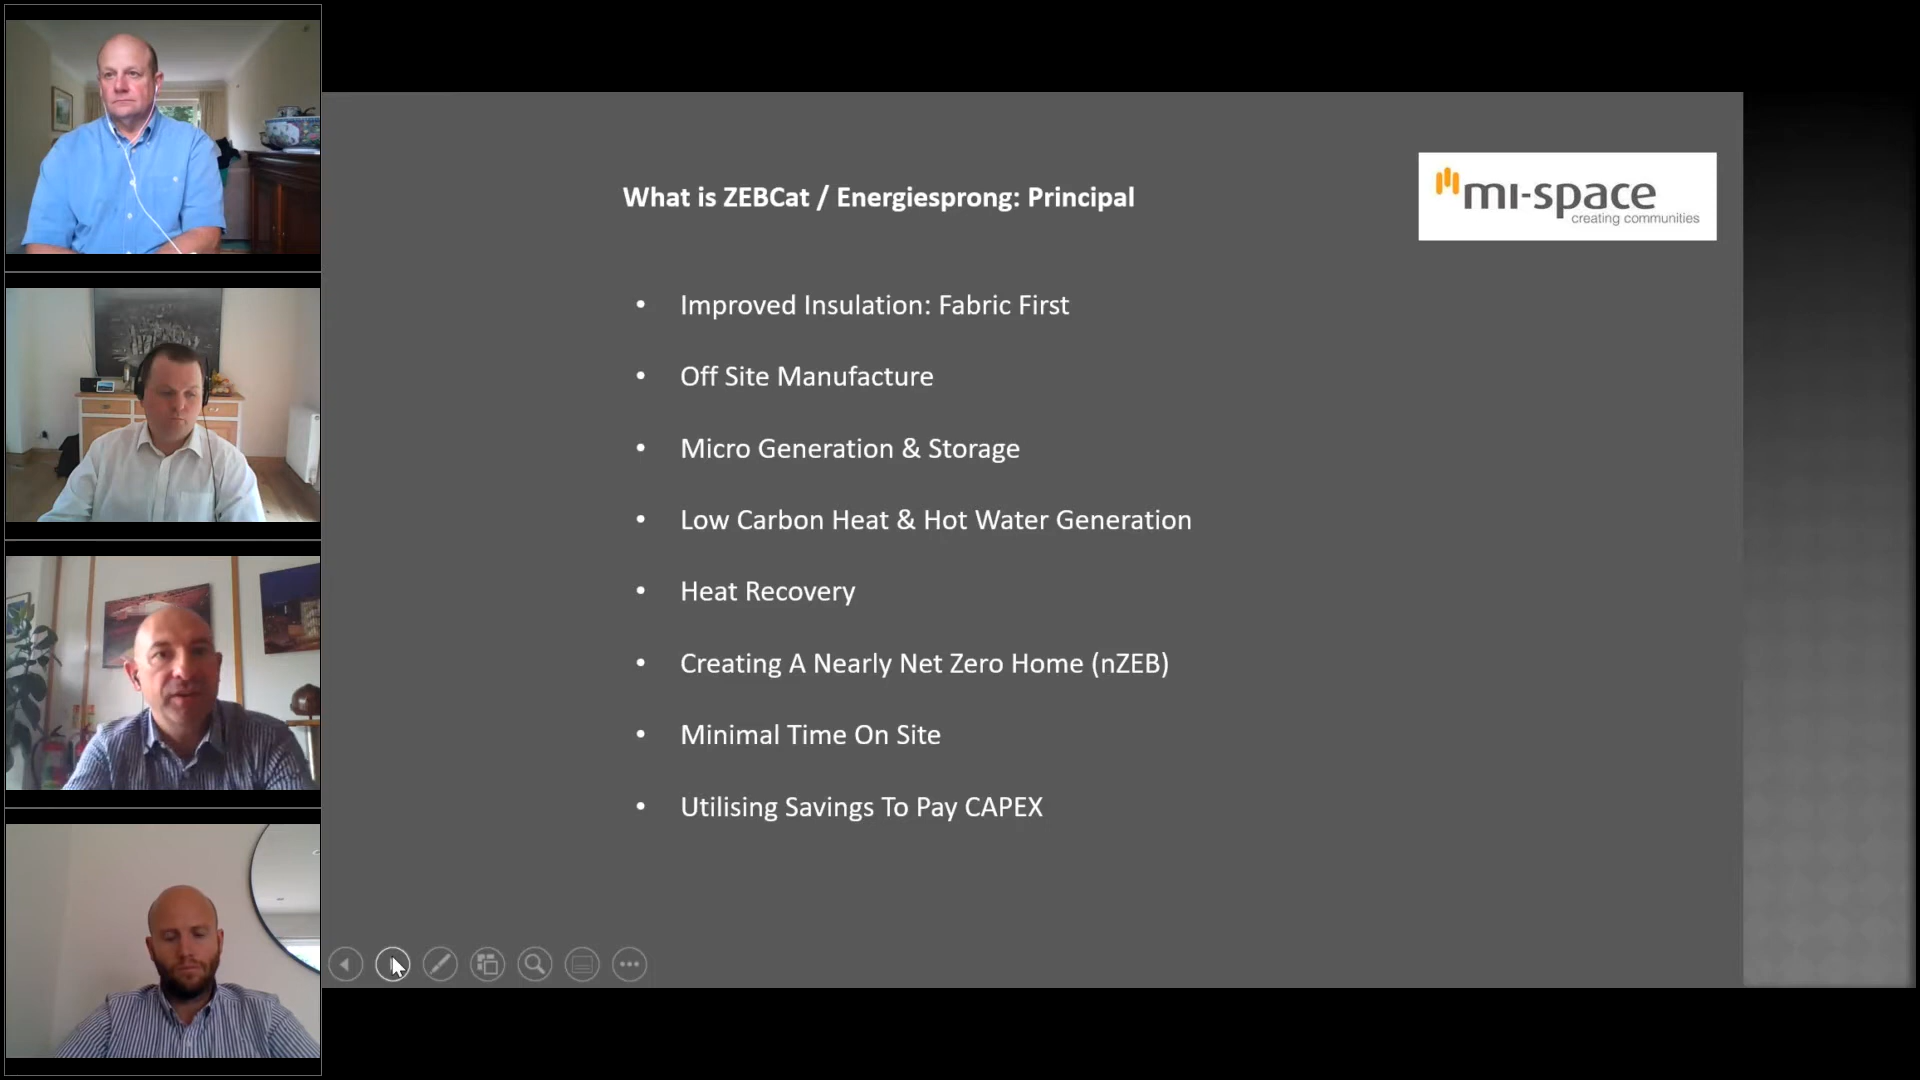 What is ZEBCat / Energiesprong: Principal
mi-space
creating communities
• Improved Insulation: Fabric First
• Off Site Manufacture
• Micro Generation & Storage
• Low Carbon Heat & Hot Water Generation
• Heat Recovery
• Creating A Nearly Net Zero Home (nZEB)
• Minimal Time On Site
• Utilising Savings To Pay CAPEX